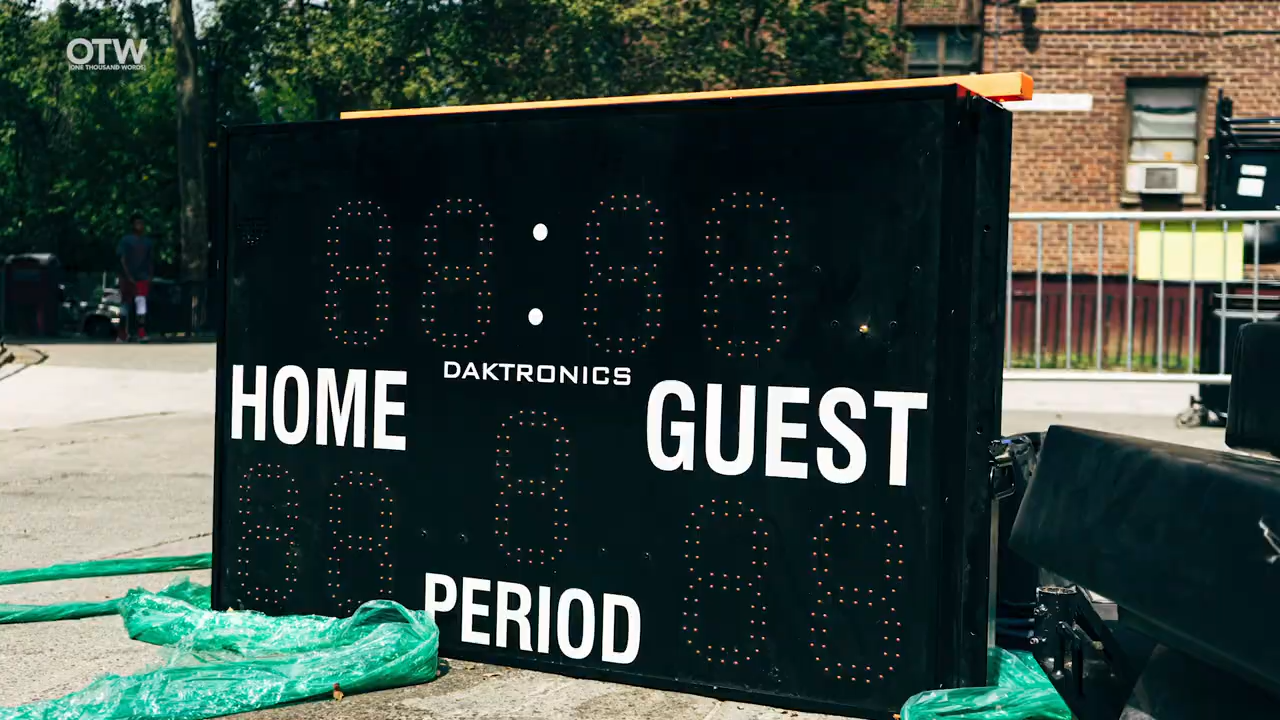 OTW
[ONE THOUSAND WORDS]
DAKTRONICS
HOME
GUEST
PERIOD